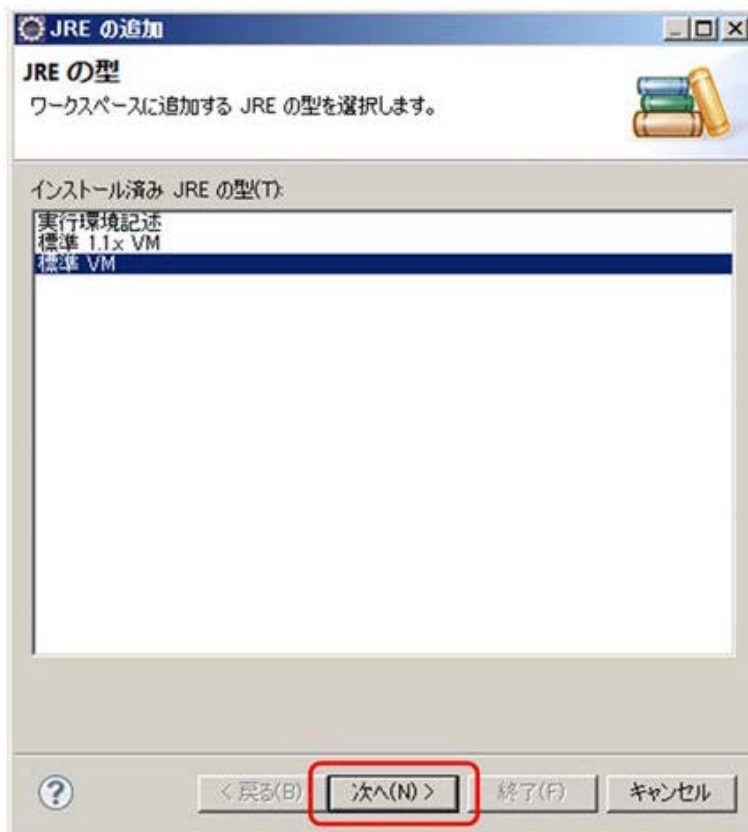 JRE の追加
JRE の型
ワークスペースに追加する JRE の型を選択します。
インストール済み JRE の型(T):
実行環境記述
標準 1.1x VM
標準 VM
?
< 戻る(B)
次へ(N) >
終了(F)
キャンセル